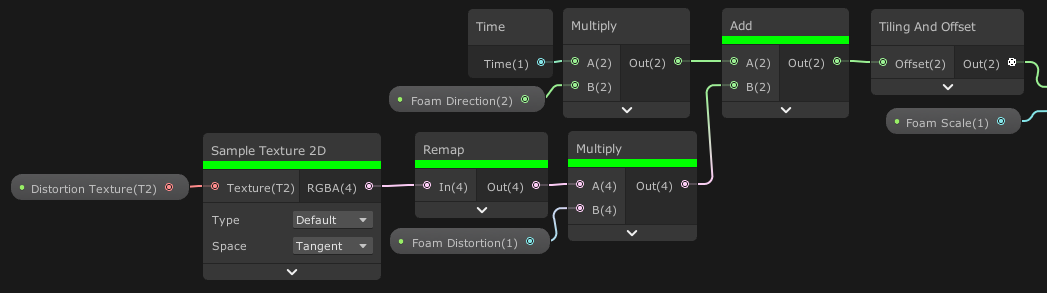 Time
Time(1)
Multiply
A(2)
Out(2)
B(2)
Foam Direction(2)
Add
A(2)
Out(2)
B(2)
Tiling And Offset
Offset(2)
Out(2)
Foam Scale(1)
Distortion Texture(T2)
Sample Texture 2D
Texture(T2)
RGBA(4)
Type
Default
Space
Tangent
Remap
In(4)
Out(4)
Foam Distortion(1)
Multiply
A(4)
Out(4)
B(4)